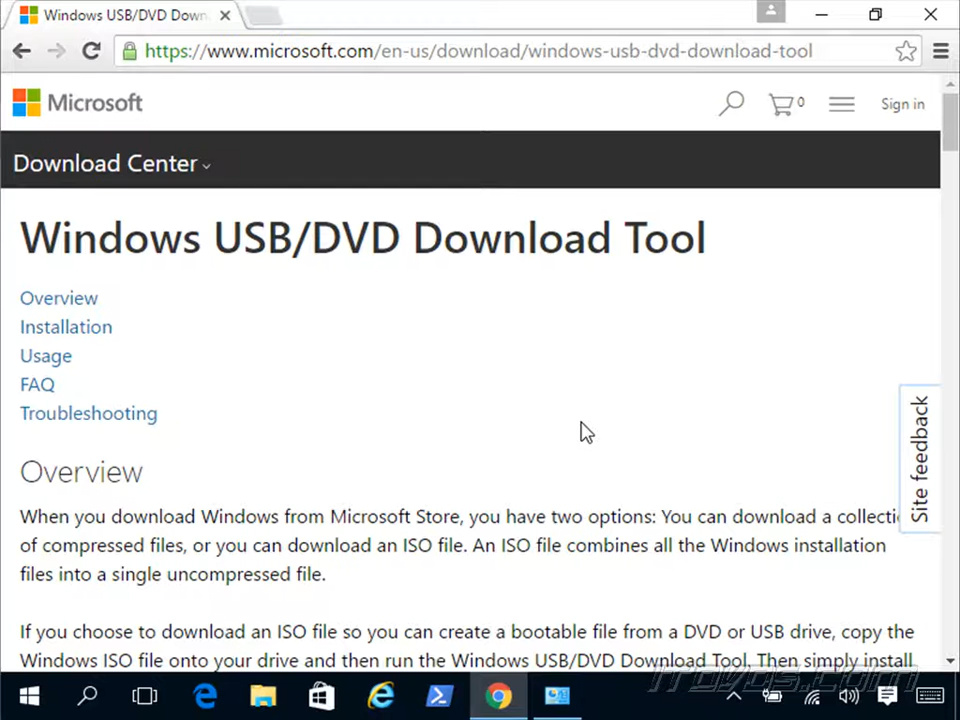 Windows USB/DVD Down
https://www.microsoft.com/en-us/download/windows-usb-dvd-download-tool
Microsoft
0
Sign in
Download Center
Windows USB/DVD Download Tool
Overview
Installation
Usage
FAQ
Troubleshooting
Site feedback
Overview
When you download Windows from Microsoft Store, you have two options: You can download a collecti
of compressed files, or you can download an ISO file. An ISO file combines all the Windows installation
files into a single uncompressed file.
If you choose to download an ISO file so you can create a bootable file from a DVD or USB drive, copy the
Windows ISO file onto your drive and then run the Windows USB/DVD Download Tool. Then simply install